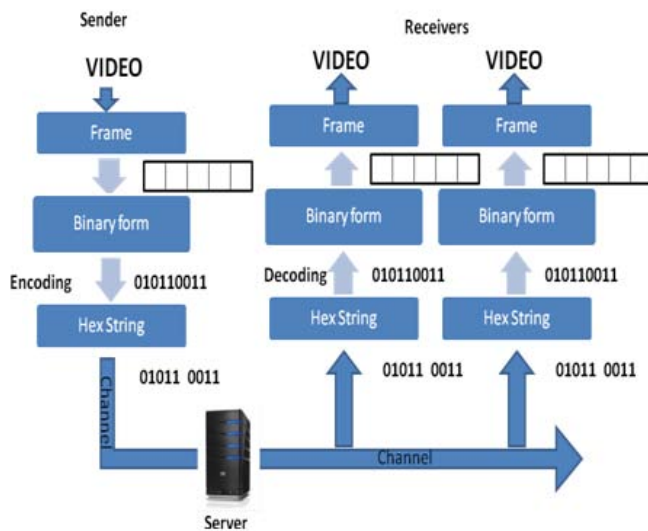 Sender
Receivers
VIDEO
VIDEO
VIDEO
Frame
Frame
Frame
Binary form
Binary form
Binary form
Encoding
010110011
Decoding
010110011
010110011
Hex String
Hex String
Hex String
01011 0011
01011 0011
01011 0011
Channel
Channel
Server